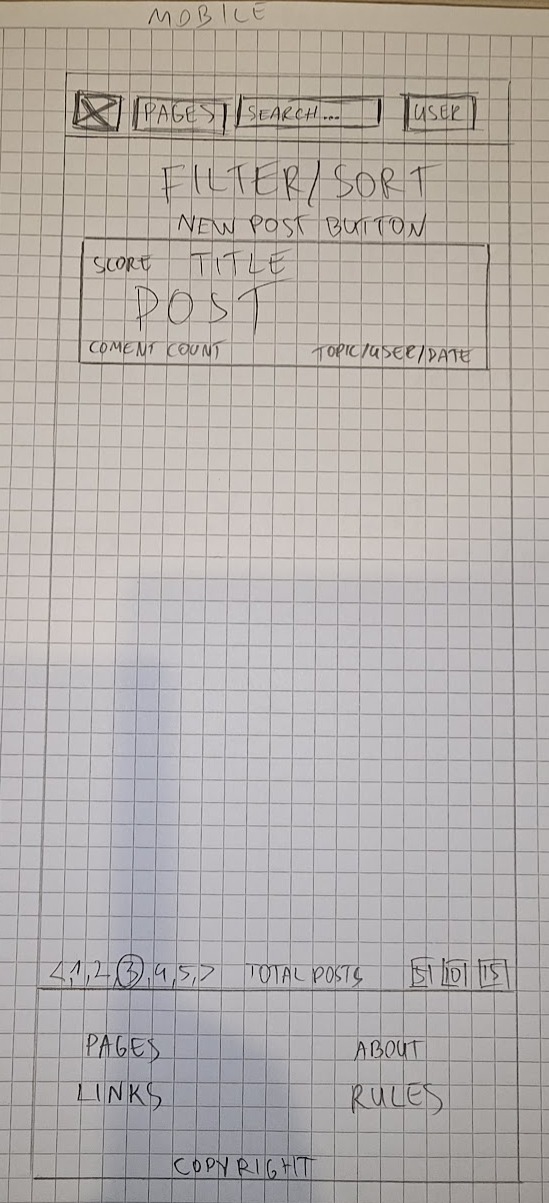 MOBILE
PAGES SEARCH... USER
FILTER/SORT
NEW POST BUTTON
SCORE TITLE
POST
COMENT COUNT TOPIC/USER/DATE
<1,2,3,4,5,> TOTAL POSTS 5 10 15
PAGES ABOUT
LINKS RULES
COPYRIGHT